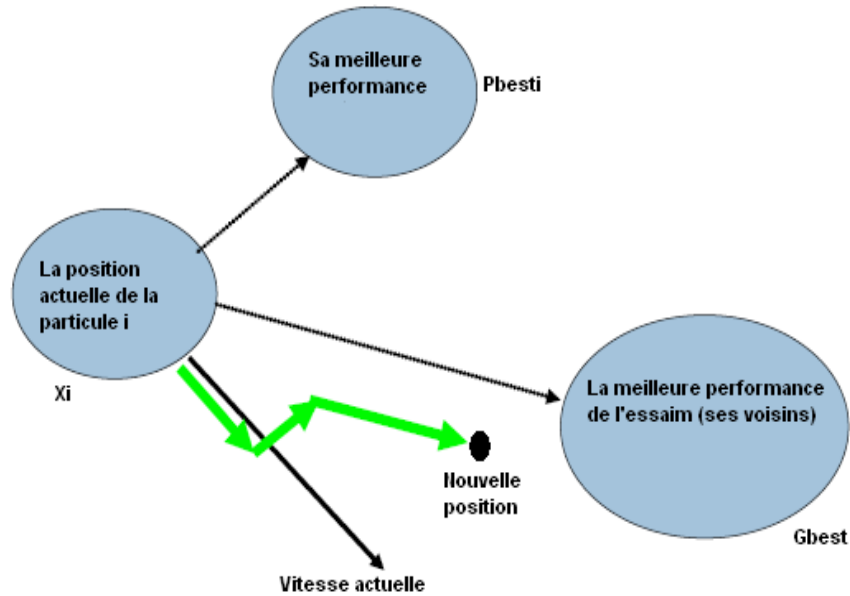 Sa meilleure
performance
Pbesti
La position
actuelle de la
particule i
Xi
La meilleure performance
de l'essaim (ses voisins)
Gbest
Nouvelle
position
Vitesse actuelle